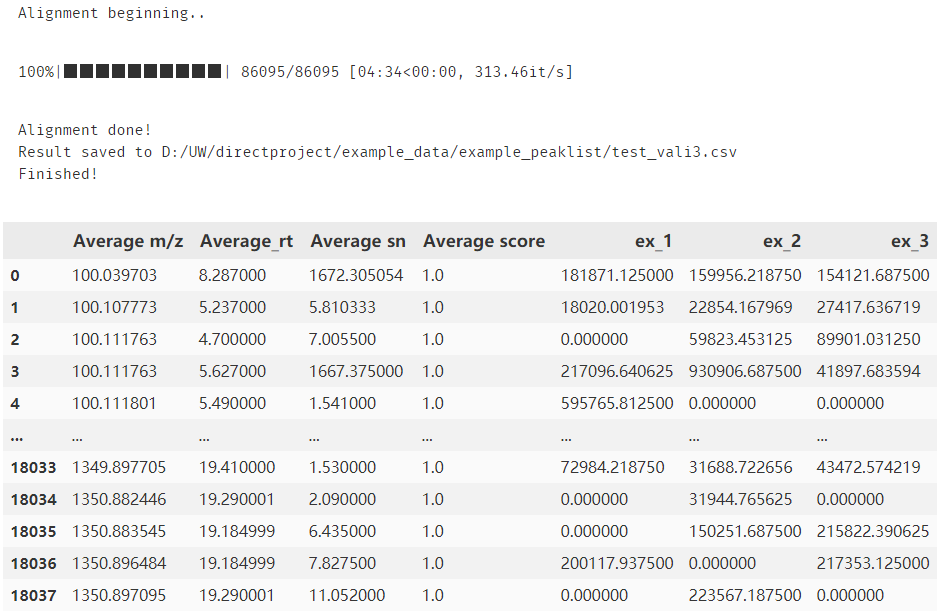 Alignment beginning..
100%|██████████| 86095/86095 [04:34<00:00, 313.46it/s]
Alignment done!
Result saved to D:/UW/directproject/example_data/example_peaklist/test_vali3.csv
Finished!
Average m/z Average_rt Average sn Average score ex_1 ex_2 ex_3
0 100.039703 8.287000 1672.305054 1.0 181871.125000 159956.218750 154121.687500
1 100.107773 5.237000 5.810333 1.0 18020.001953 22854.167969 27417.636719
2 100.111763 4.700000 7.005500 1.0 0.000000 59823.453125 89901.031250
3 100.111763 5.627000 1667.375000 1.0 217096.640625 930906.687500 41897.683594
4 100.111801 5.490000 1.541000 1.0 595765.812500 0.000000 0.000000
... ... ... ... ... ... ... ...
18033 1349.897705 19.410000 1.530000 1.0 72984.218750 31688.722656 43472.574219
18034 1350.882446 19.290001 2.090000 1.0 0.000000 31944.765625 0.000000
18035 1350.883545 19.184999 6.435000 1.0 0.000000 150251.687500 215822.390625
18036 1350.896484 19.184999 7.827500 1.0 200117.937500 0.000000 217353.125000
18037 1350.897095 19.290001 11.052000 1.0 0.000000 223567.187500 0.000000